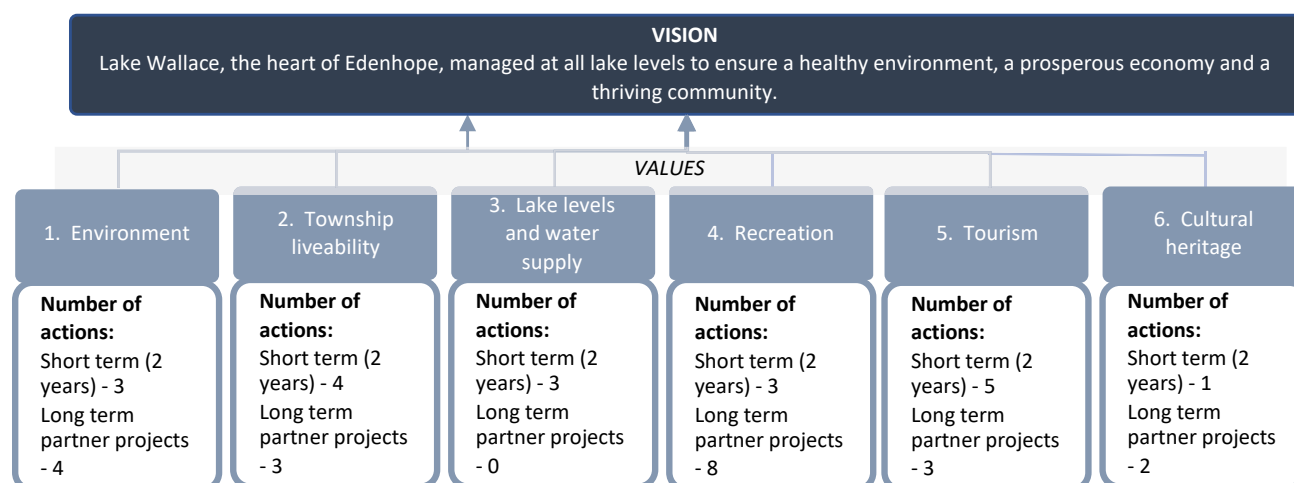 VISION
Lake Wallace, the heart of Edenhope, managed at all lake levels to ensure a healthy environment, a prosperous economy and a
thriving community.
VALUES
1. Environment
Number of
actions:
Short term (2
years) - 3
Long term
partner projects
- 4
2. Township
liveability
Number of
actions:
Short term (2
years) - 4
Long term
partner projects
- 3
3. Lake levels
and water
supply
Number of
actions:
Short term (2
years) - 3
Long term
partner projects
- 0
4. Recreation
Number of
actions:
Short term (2
years) - 3
Long term
partner projects
- 8
5. Tourism
Number of
actions:
Short term (2
years) - 5
Long term
partner projects
- 3
6. Cultural
heritage
Number of
actions:
Short term (2
years) - 1
Long term
partner projects
- 2